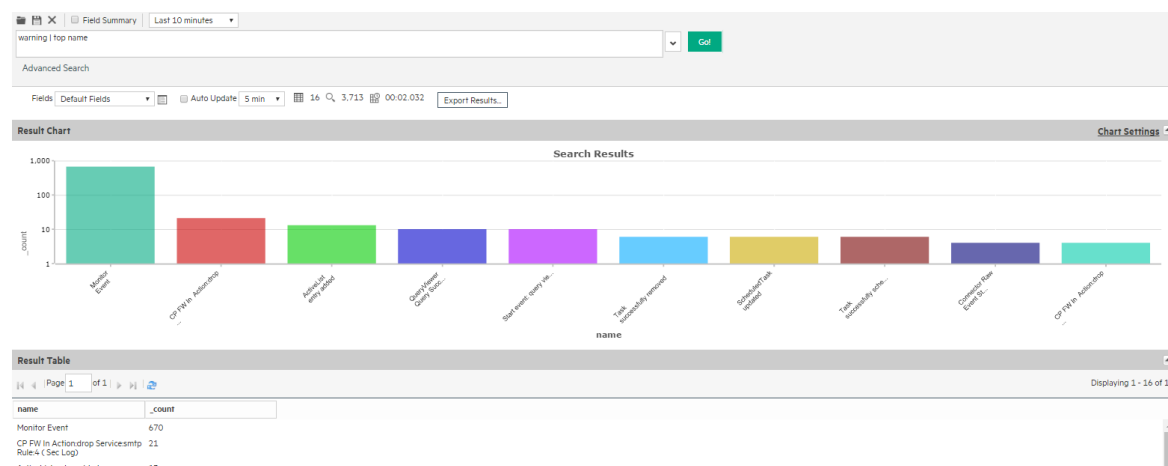 Field Summary
Last 10 minutes
warning | top name
Go!
Advanced Search
Fields
Default Fields
Auto Update
5 min
16
3,713
00:02.032
Export Results...
Result Chart
Chart Settings
Search Results
1,000
100
10
1
_count
Monitor
Event
CP FW In Action:drop
...
ActiveList
entry added
QueryViewer
Query Succ...
Start event: query vie...
Task
successfully removed
ScheduledTask
updated
Task
successfully sche...
Connector Raw
Event St...
CP FW In Action:drop
...
name
Result Table
Page 1 of 1
Displaying 1 - 16 of 1
name _count
Monitor Event 670
CP FW In Action:drop Service:smtp 21
Rule:4 ( Sec Log)